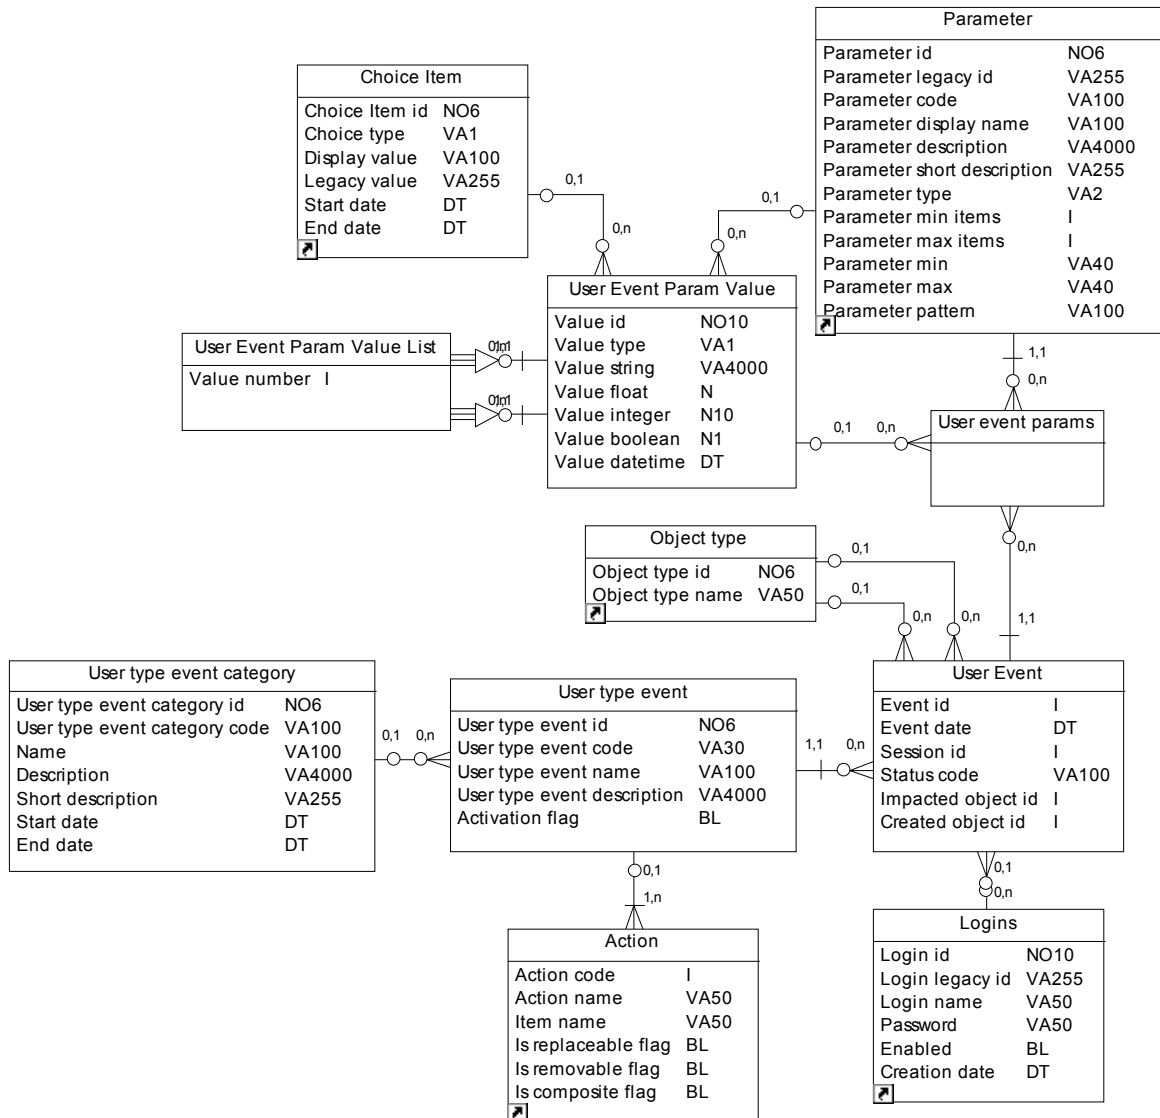 Parameter
Parameter id NO6
Parameter legacy id VA255
Parameter code VA100
Parameter display name VA100
Parameter description VA4000
Parameter short description VA255
Parameter type VA2
Parameter min items I
Parameter max items I
Parameter min VA40
Parameter max VA40
Parameter pattern VA100
Choice Item
Choice Item id NO6
Choice type VA1
Display value VA100
Legacy value VA255
Start date DT
End date DT
0,1
0,n
0,1
0,n
User Event Param Value
Value id NO10
Value type VA1
Value string VA4000
Value float N
Value integer N10
Value boolean N1
Value datetime DT
User Event Param Value List
Value number I
1,1
0,n
0,1 0,n
User event params
0,n
1,1
Object type
Object type id NO6
Object type name VA50
0,1
0,1
0,n
0,n
User type event category
User type event category id NO6
User type event category code VA100
Name VA100
Description VA4000
Short description VA255
Start date DT
End date DT
0,1 0,n
User type event
User type event id NO6
User type event code VA30
User type event name VA100
User type event description VA4000
Activation flag BL
1,1 0,n
User Event
Event id I
Event date DT
Session id I
Status code VA100
Impacted object id I
Created object id I
0,1
1,n
0,1
0,n
Action
Action code I
Action name VA50
Item name VA50
Is replaceable flag BL
Is removable flag BL
Is composite flag BL
Logins
Login id NO10
Login legacy id VA255
Login name VA50
Password VA50
Enabled BL
Creation date DT